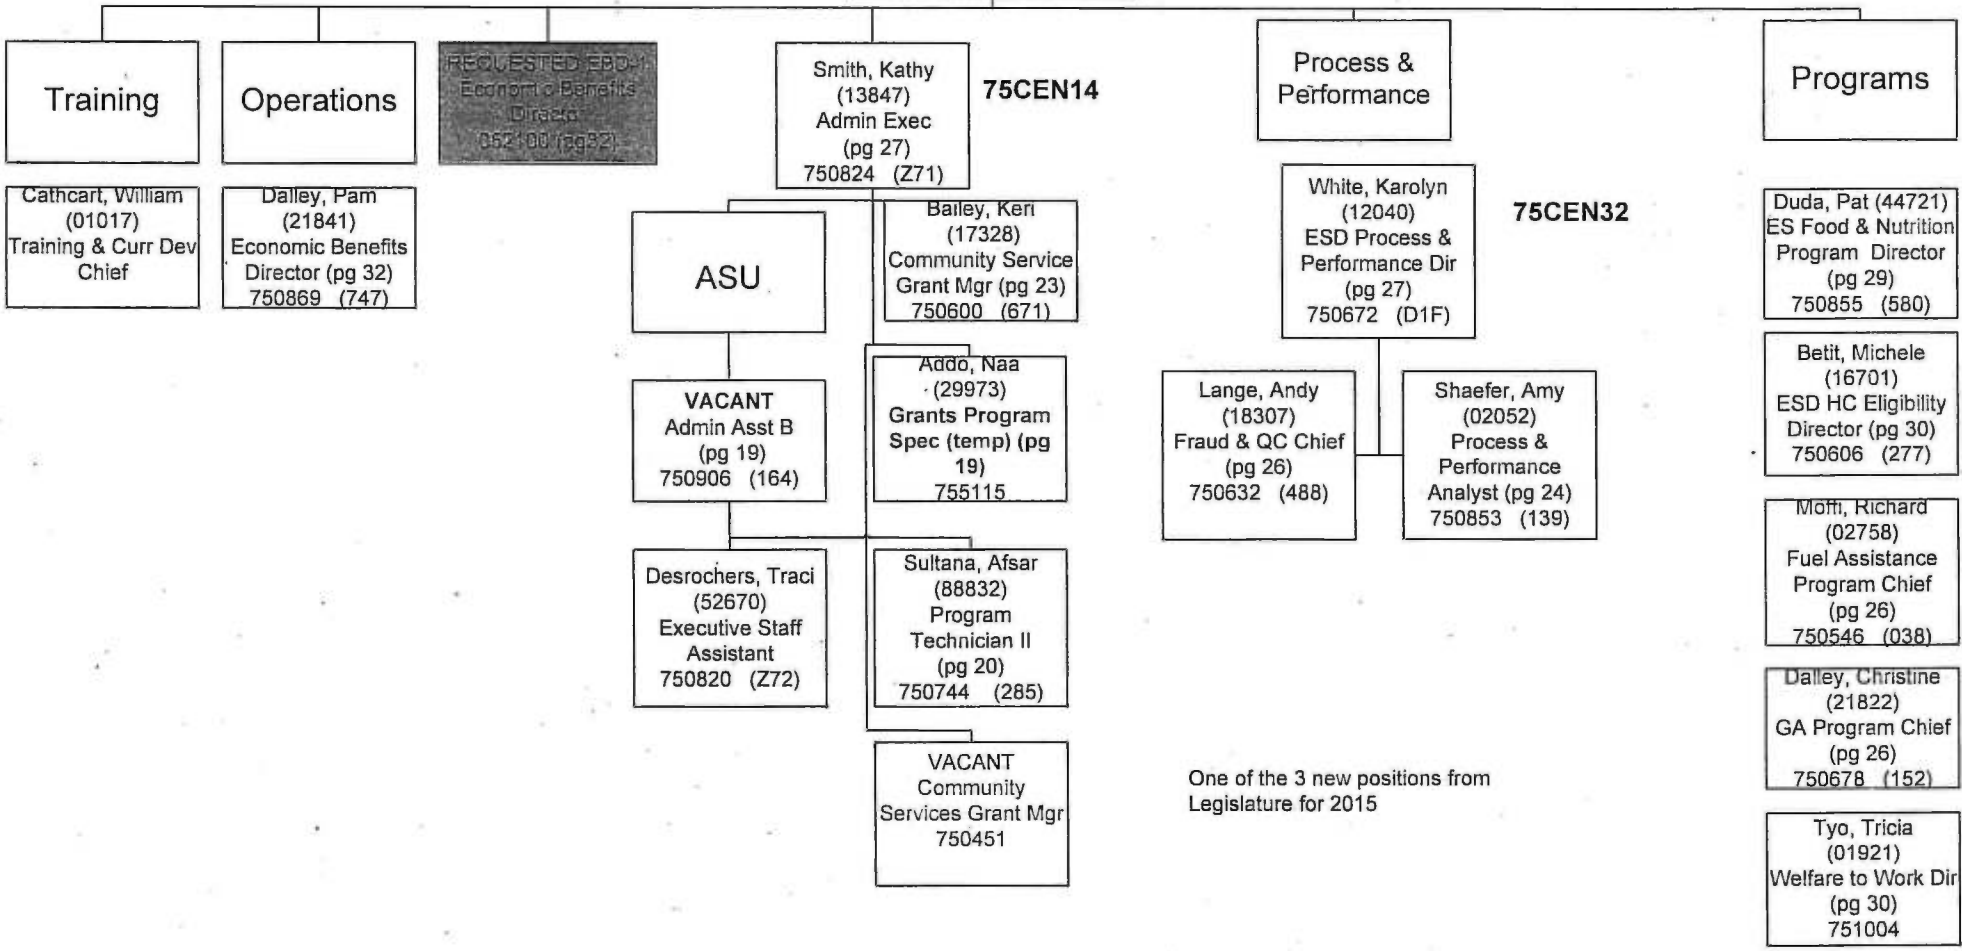 Training
Operations
REQUESTED EBD-1
Economic Benefits
Director
(pg32)
Smith, Kathy
(13847)
Admin Exec
(pg 27)
750824 (Z71)
75CEN14
Process &
Performance
Programs
Cathcart, William
(01017)
Training & Curr Dev
Chief
Dalley, Pam
(21841)
Economic Benefits
Director (pg 32)
750869 (747)
ASU
Bailey, Keri
(17328)
Community Service
Grant Mgr (pg 23)
750600 (671)
White, Karolyn
(12040)
ESD Process &
Performance Dir
(pg 27)
750672 (D1F)
75CEN32
Duda, Pat (44721)
ES Food & Nutrition
Program Director
(pg 29)
750855 (580)
VACANT
Admin Asst B
(pg 19)
750906 (164)
Addo, Naa
(29973)
Grants Program
Spec (temp) (pg
19)
755115
Lange, Andy
(18307)
Fraud & QC Chief
(pg 26)
750632 (488)
Shaefer, Amy
(02052)
Process &
Performance
Analyst (pg 24)
750853 (139)
Betit, Michele
(16701)
ESD HC Eligibility
Director (pg 30)
750606 (277)
Desrochers, Traci
(52670)
Executive Staff
Assistant
750820 (Z72)
Sultana, Afsar
(88832)
Program
Technician II
(pg 20)
750744 (285)
Moffi, Richard
(02758)
Fuel Assistance
Program Chief
(pg 26)
750546 (038)
Dalley, Christine
(21822)
GA Program Chief
(pg 26)
750678 (152)
VACANT
Community
Services Grant Mgr
750451
One of the 3 new positions from
Legislature for 2015
Tyo, Tricia
(01921)
Welfare to Work Dir
(pg 30)
751004